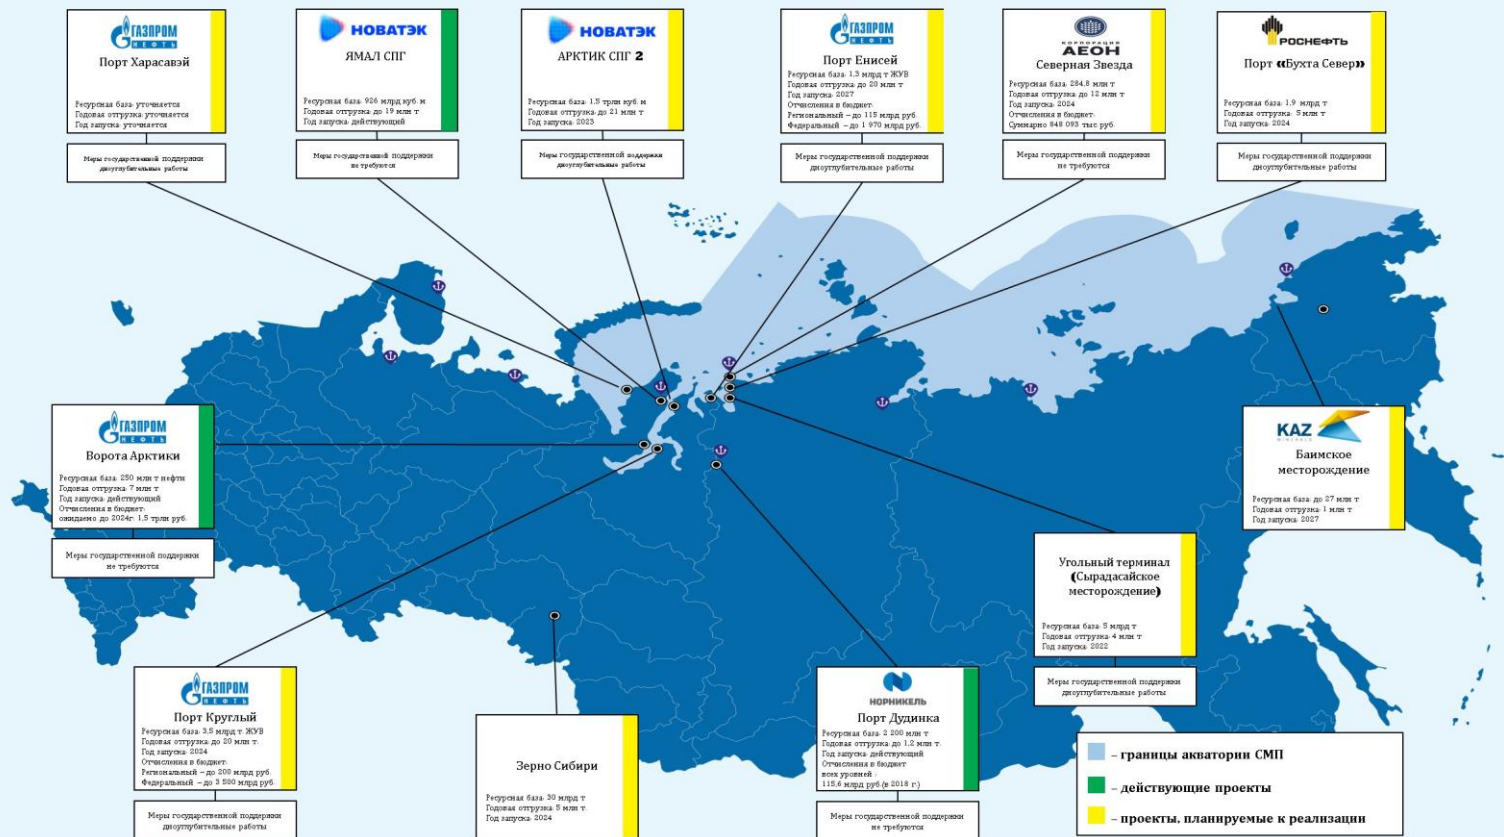 ГАЗПРОМ
НЕФТЬ
Порт Харасавэй
Ресурсная база: уточняется
Годовая отгрузка: уточняется
Год запуска: уточняется
Меры государственной поддержки
дноуглубительные работы
НОВАТЭК
ЯМАЛ СПГ
Ресурсная база: 926 млрд куб. м
Годовая отгрузка: до 19 млн т
Год запуска: действующий
Меры государственной поддержки
не требуются
НОВАТЭК
АРКТИК СПГ 2
Ресурсная база: 1,5 трлн куб. м
Годовая отгрузка: до 21 млн т
Год запуска: 2023
Меры государственной поддержки
дноуглубительные работы
ГАЗПРОМ
НЕФТЬ
Порт Енисей
Ресурсная база: 1,3 млрд т ЖУВ
Годовая отгрузка: до 20 млн т
Год запуска: 2027
Отчисления в бюджет:
Региональный – до 115 млрд руб.
Федеральный – до 1 970 млрд руб.
Меры государственной поддержки
дноуглубительные работы
КОРПОРАЦИЯ
АЕОН
Северная Звезда
Ресурсная база: 284,8 млн т
Годовая отгрузка: до 12 млн т
Год запуска: 2024
Отчисления в бюджет:
Суммарно 848 093 тыс. руб.
Меры государственной поддержки
не требуются
РОСНЕФТЬ
Порт «Бухта Север»
Ресурсная база: 1,9 млрд т
Годовая отгрузка: 5 млн т
Год запуска: 2024
Меры государственной поддержки
дноуглубительные работы
ГАЗПРОМ
НЕФТЬ
Ворота Арктики
Ресурсная база: 250 млн т нефти
Годовая отгрузка: 7 млн т
Год запуска: действующий
Отчисления в бюджет:
ожидаемо до 2024г: 1,5 трлн руб.
Меры государственной поддержки
не требуются
KAZ
MINERALS
Баимское
месторождение
Ресурсная база: до 27 млн т
Годовая отгрузка: 1 млн т
Год запуска: 2027
Угольный терминал
(Сырадасайское
месторождение)
Ресурсная база: 5 млрд т
Годовая отгрузка: 4 млн т
Год запуска: 2022
Меры государственной поддержки
дноуглубительные работы
ГАЗПРОМ
НЕФТЬ
Порт Круглый
Ресурсная база: 3,5 млрд т ЖУВ
Годовая отгрузка: до 20 млн т.
Год запуска: 2024
Отчисления в бюджет:
Региональный – до 200 млрд руб.
Федеральный – до 3 500 млрд руб.
Меры государственной поддержки
дноуглубительные работы
Зерно Сибири
Ресурсная база: 30 млрд т
Годовая отгрузка: 5 млн т.
Год запуска: 2024
НОРНИКЕЛЬ
Порт Дудинка
Ресурсная база: 2 200 млн т
Годовая отгрузка: до 1,2 млн т.
Год запуска: действующий
Отчисления в бюджет
всех уровней :
115,6 млрд руб.(в 2018 г.)
Меры государственной поддержки
не требуются
– границы акватории СМП
– действующие проекты
– проекты, планируемые к реализации